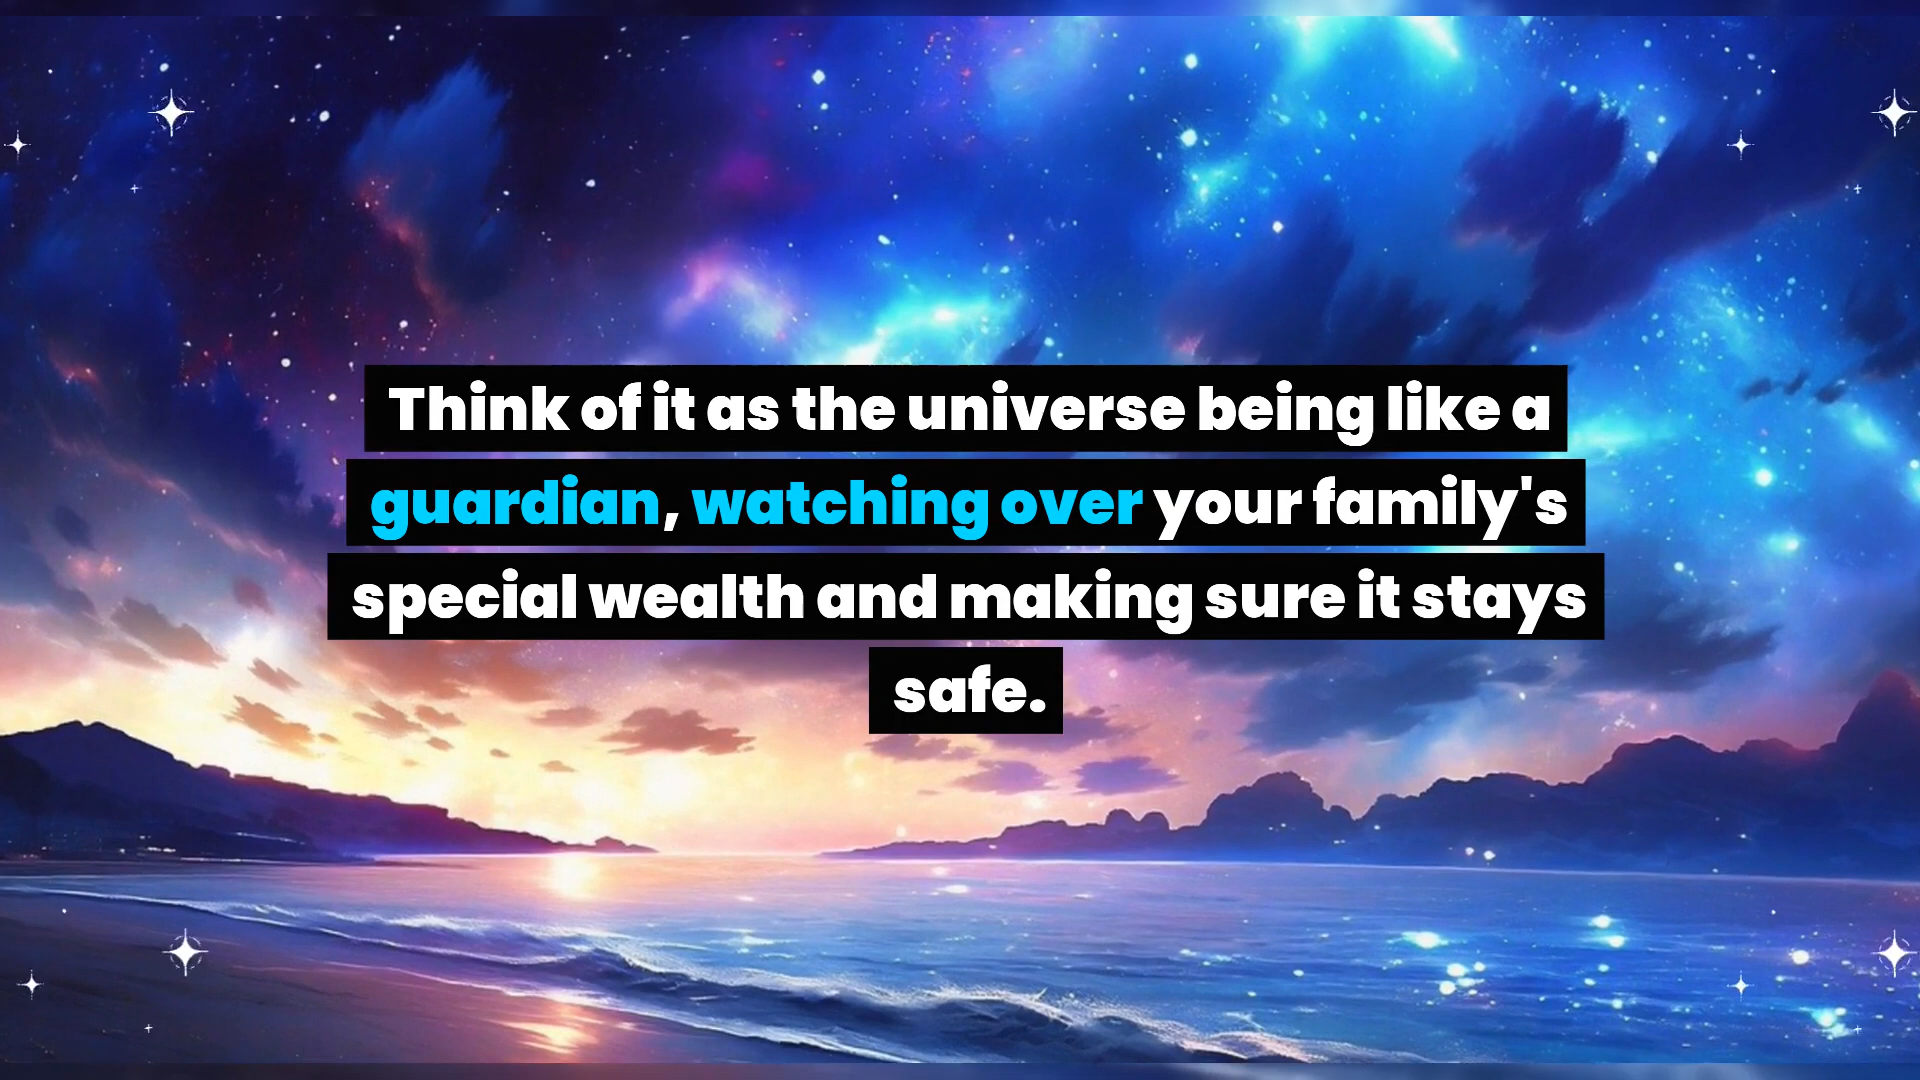 Think of it as the universe being like a
guardian, watching over your family's
special wealth and making sure it stays
safe.